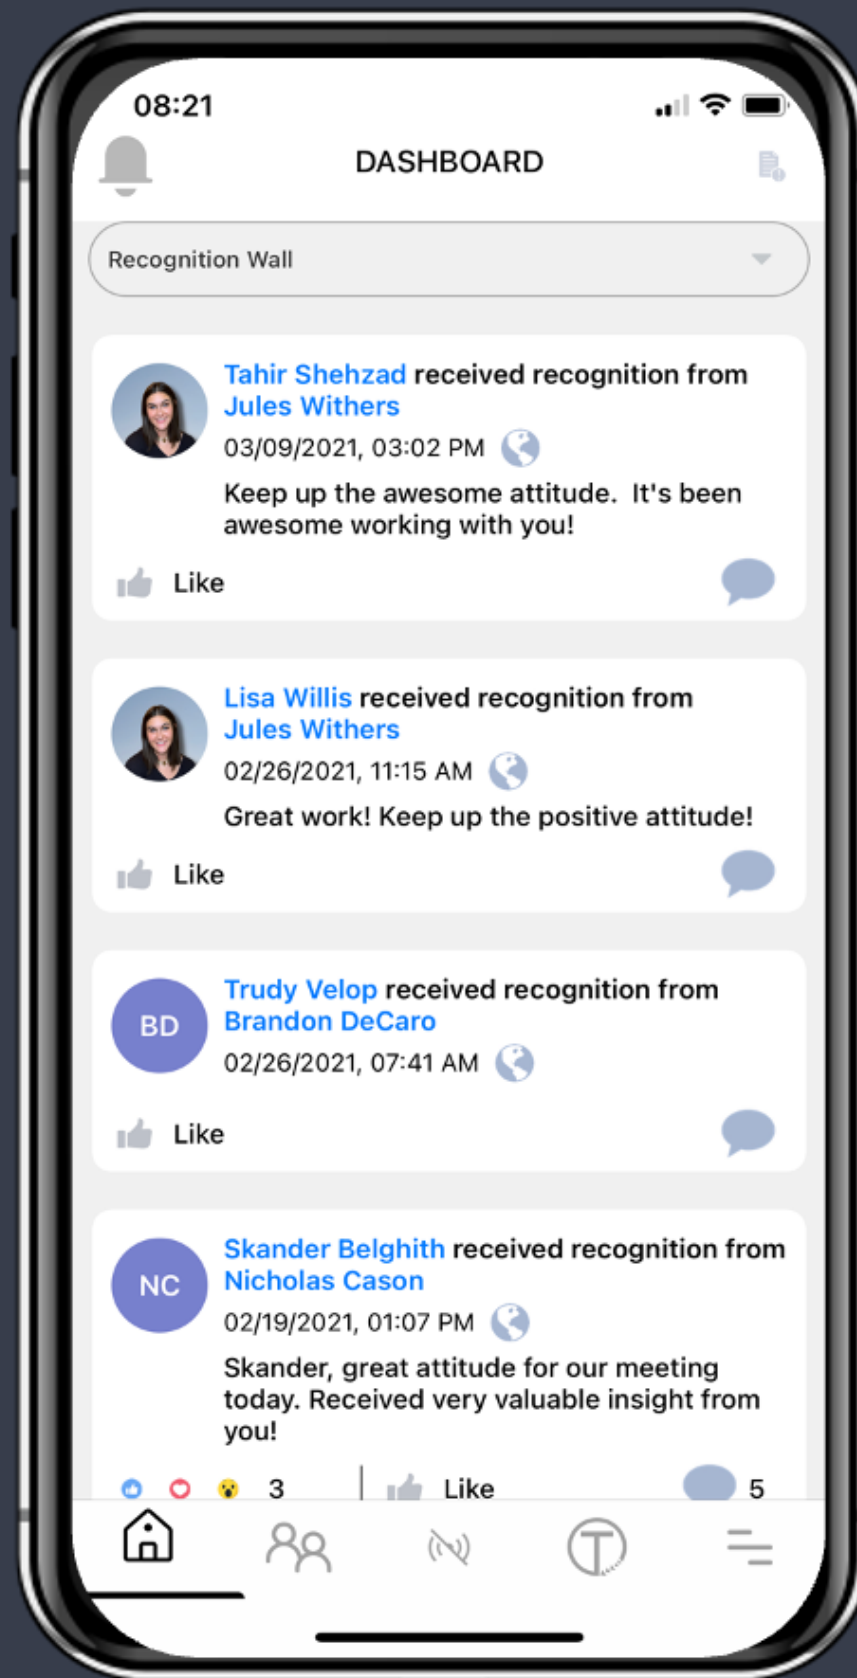 08:21
DASHBOARD
Recognition Wall
Tahir Shehzad received recognition from
Jules Withers
03/09/2021, 03:02 PM
Keep up the awesome attitude.  It's been
awesome working with you!
Like
Lisa Willis received recognition from
Jules Withers
02/26/2021, 11:15 AM
Great work! Keep up the positive attitude!
Like
BD
Trudy Velop received recognition from
Brandon DeCaro
02/26/2021, 07:41 AM
Like
NC
Skander Belghith received recognition from
Nicholas Cason
02/19/2021, 01:07 PM
Skander, great attitude for our meeting
today. Received very valuable insight from
you!
3 Like 5
T